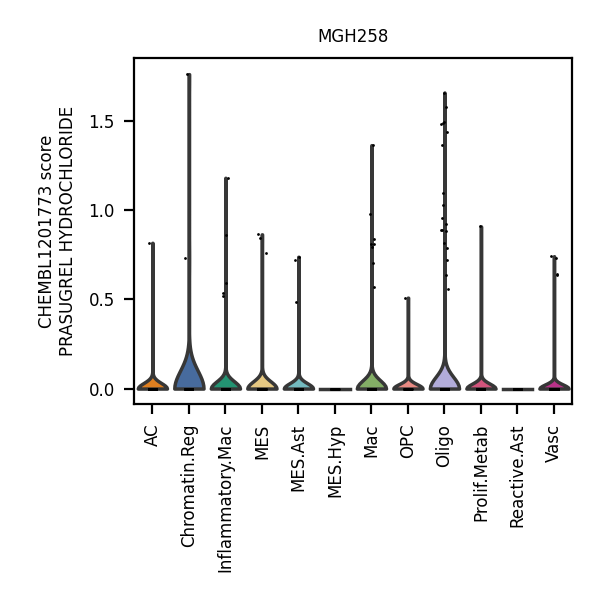 MGH258
CHEMBL1201773 score
PRASUGREL HYDROCHLORIDE
1.5
1.0
0.5
0.0
AC
Chromatin.Reg
Inflammatory.Mac
MES
MES.Ast
MES.Hyp
Mac
OPC
Oligo
Prolif.Metab
Reactive.Ast
Vasc